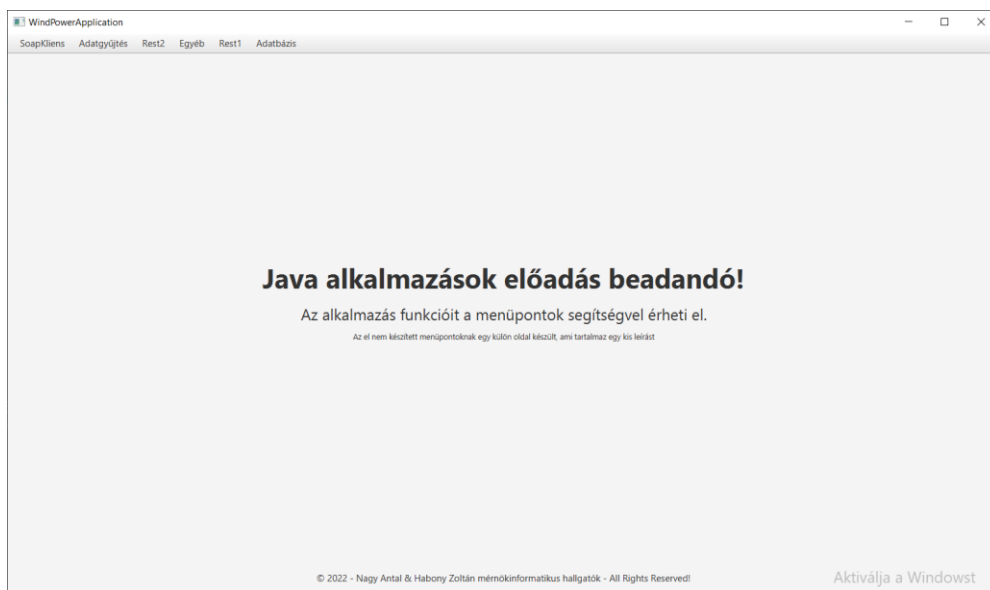 WindPowerApplication
SoapKliens Adatgyűjtés Rest2 Egyéb Rest1 Adatbázis
Java alkalmazások előadás beadandó!
Az alkalmazás funkcióit a menüpontok segítségvel érheti el.
Az el nem készített menüpontoknak egy külön oldal készült, ami tartalmaz egy kis leírást
© 2022 - Nagy Antal & Habony Zoltán mérnökinformatikus hallgatók - All Rights Reserved!
Aktiválja a Windowst